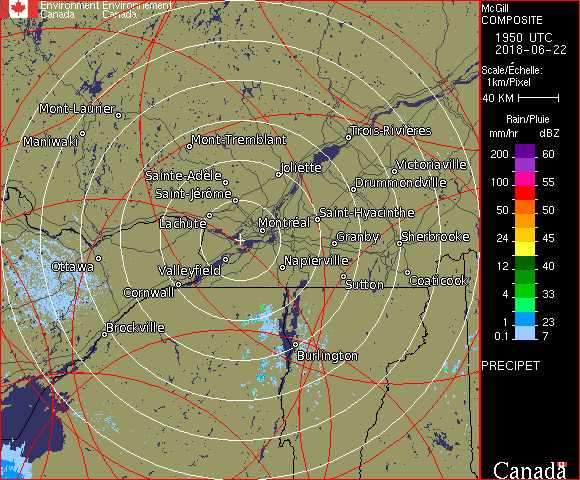 Environment Environnement
Canada Canada
McGill
COMPOSITE
1950 UTC
2018-06-22
Scale/Échelle:
1km/Pixel
40 KM
Rain/Pluie
mm/hr dBZ
200 60
100 55
85 55
50 50
24 45
12 40
4 33
1 23
0.1 7
PRECIPET
Canada
Mont-Laurier
Maniwaki
Mont-Tremblant
Trois-Rivières
Joliette
Victoriaville
Sainte-Adèle
Drummondville
Saint-Jérôme
Lachute
Saint-Hyacinthe
Montréal
Granby
Sherbrooke
Ottawa
Valleyfield
Napierville
Cornwall
Sutton
Coaticook
Brockville
Burlington